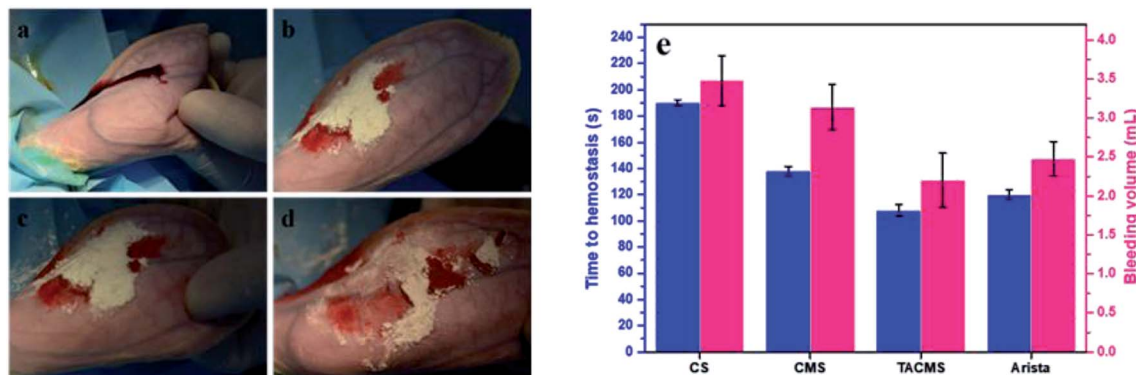 a
b
c
d
e
Time to hemostasis (s)
240
220
200
190
160
140
120
100
80
60
40
20
0
CS
CMS
TACMS
Arista
4.0
3.5
3.0
2.5
2.0
1.5
1.0
0.5
0.0
Bleeding volume (mL)